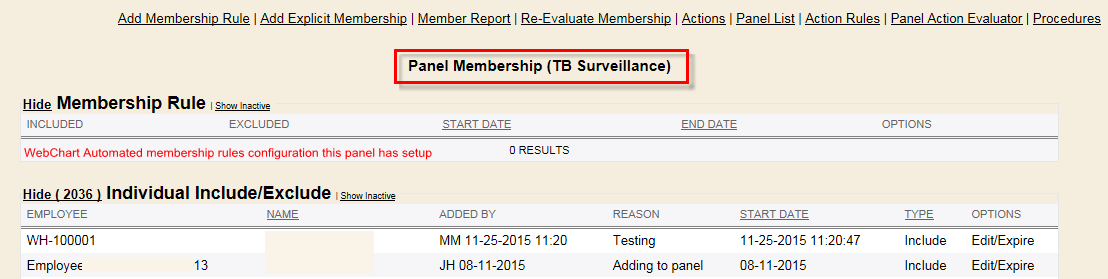 Add Membership Rule | Add Explicit Membership | Member Report | Re-Evaluate Membership | Actions | Panel List | Action Rules | Panel Action Evaluator | Procedures
Panel Membership (TB Surveillance)
Hide Membership Rule | Show Inactive
INCLUDED EXCLUDED START DATE END DATE OPTIONS
WebChart Automated membership rules configuration this panel has setup 0 RESULTS
Hide ( 2036 ) Individual Include/Exclude | Show Inactive
EMPLOYEE NAME ADDED BY REASON START DATE TYPE OPTIONS
WH-100001 MM 11-25-2015 11:20 Testing 11-25-2015 11:20:47 Include Edit/Expire
Employee 13 JH 08-11-2015 Adding to panel 08-11-2015 Include Edit/Expire